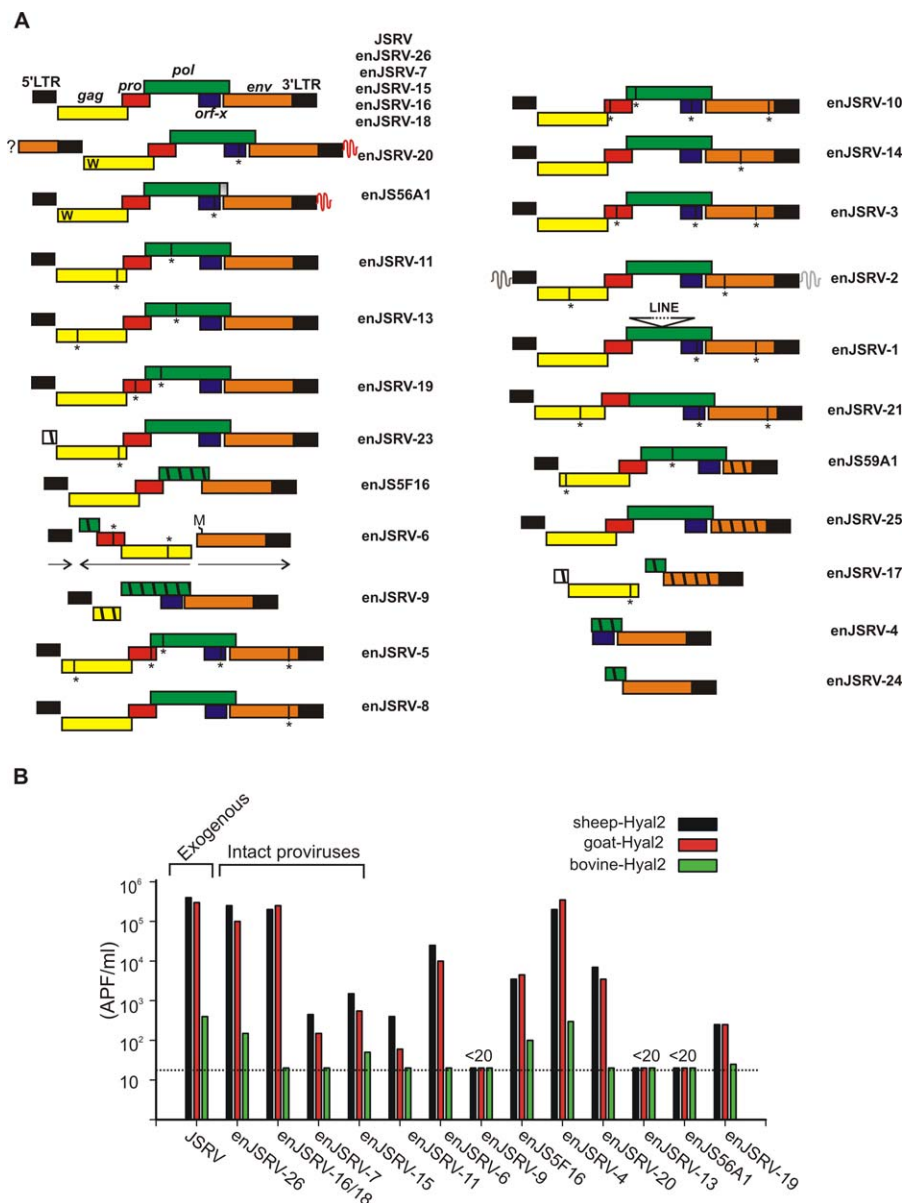 A
JSRV
enJSRV-26
enJSRV-7
enJSRV-15
enJSRV-16
enJSRV-18
5'LTR
gag
pro
pol
orf-x
env
3'LTR
?
W
*
enJSRV-20
W
*
enJS56A1
* *
enJSRV-11
* *
enJSRV-13
* *
enJSRV-19
*
enJSRV-23
enJS5F16
M
* *
enJSRV-6
enJSRV-9
* * * * *
enJSRV-5
*
enJSRV-8
* * * *
enJSRV-10
*
enJSRV-14
* * *
enJSRV-3
* *
enJSRV-2
LINE
* *
enJSRV-1
* * *
enJSRV-21
* *
enJS59A1
enJSRV-25
*
enJSRV-17
enJSRV-4
enJSRV-24
B
Exogenous
Intact proviruses
sheep-Hyal2
goat-Hyal2
bovine-Hyal2
(APF/ml)
10⁶
10⁵
10⁴
10³
10²
10
<20
<20
<20
JSRV
enJSRV-26
enJSRV-16/18
enJSRV-7
enJSRV-15
enJSRV-11
enJSRV-6
enJSRV-9
enJS5F16
enJSRV-4
enJSRV-20
enJSRV-13
enJS56A1
enJSRV-19